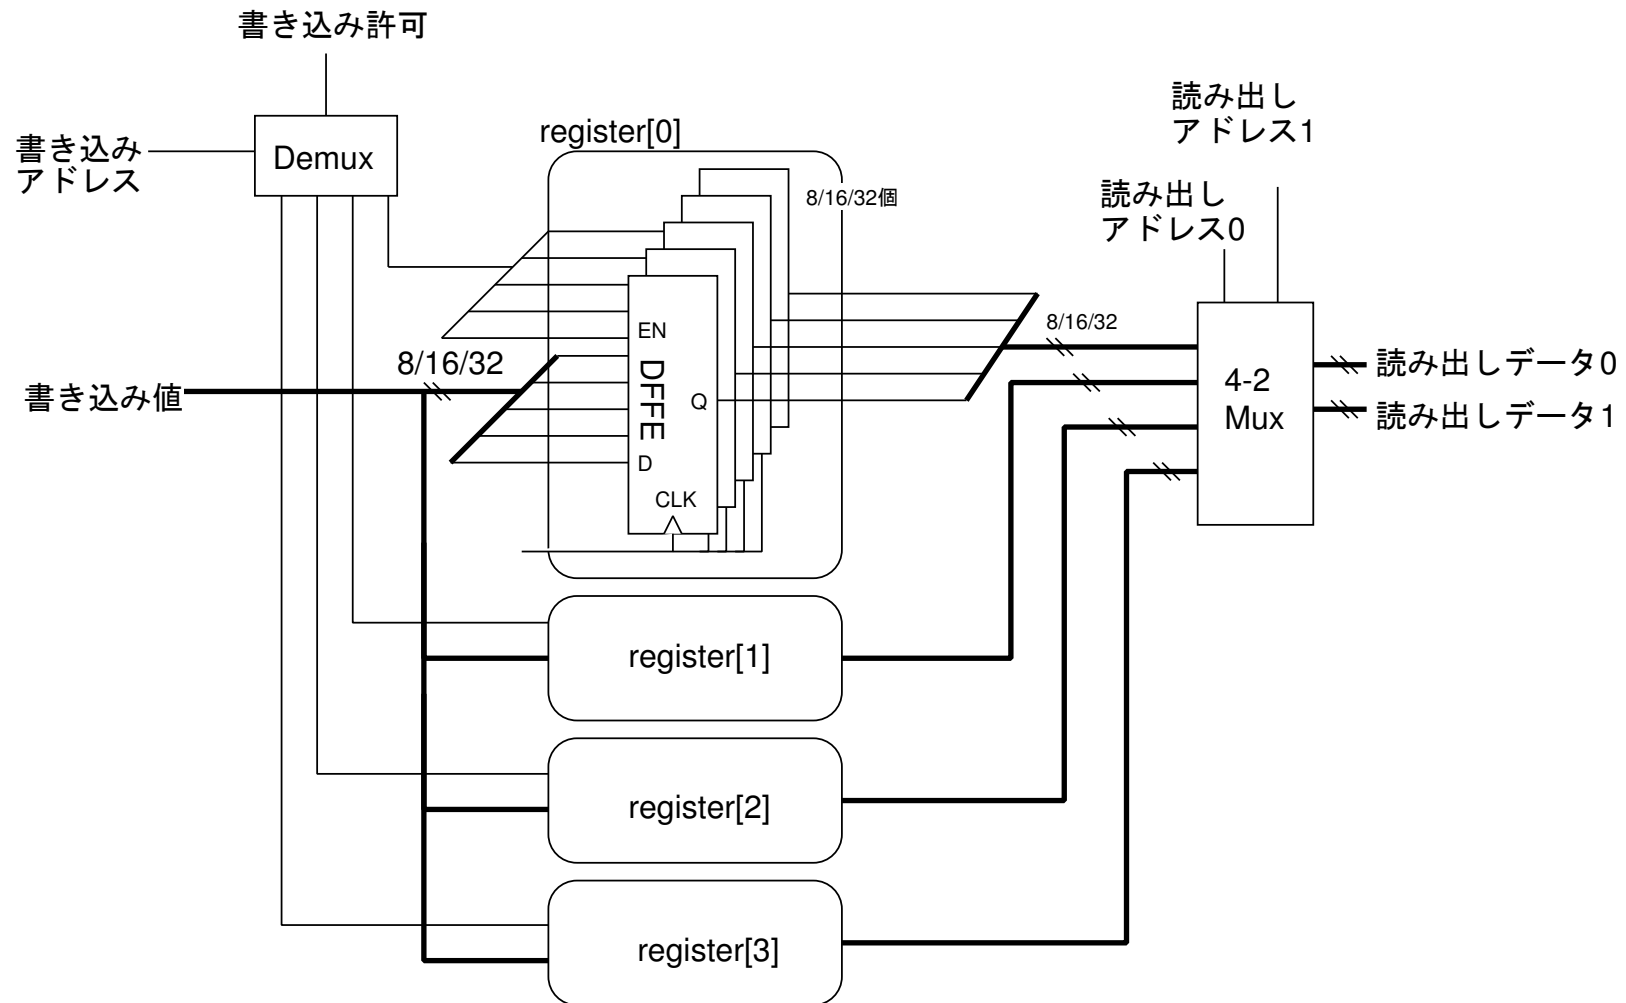 書き込み許可
書き込み
アドレス
Demux
register[0]
8/16/32個
読み出し
アドレス1
読み出し
アドレス0
EN
DFFE
Q
D
CLK
8/16/32
書き込み値
8/16/32
4-2
Mux
読み出しデータ0
読み出しデータ1
register[1]
register[2]
register[3]